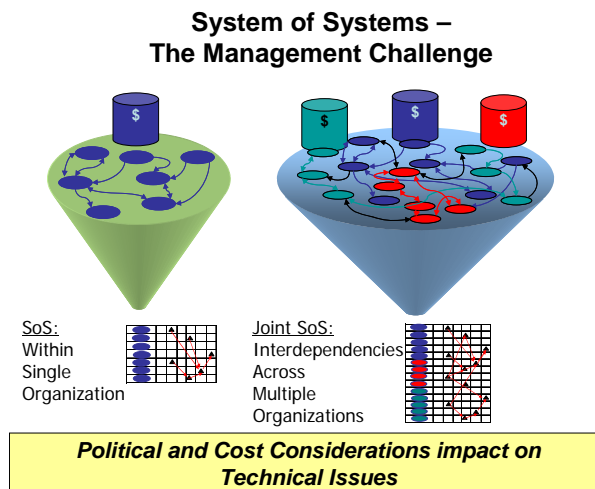 System of Systems –
The Management Challenge
$
$
$
$
SoS:
Within
Single
Organization
Joint SoS:
Interdependencies
Across
Multiple
Organizations
Political and Cost Considerations impact on
Technical Issues